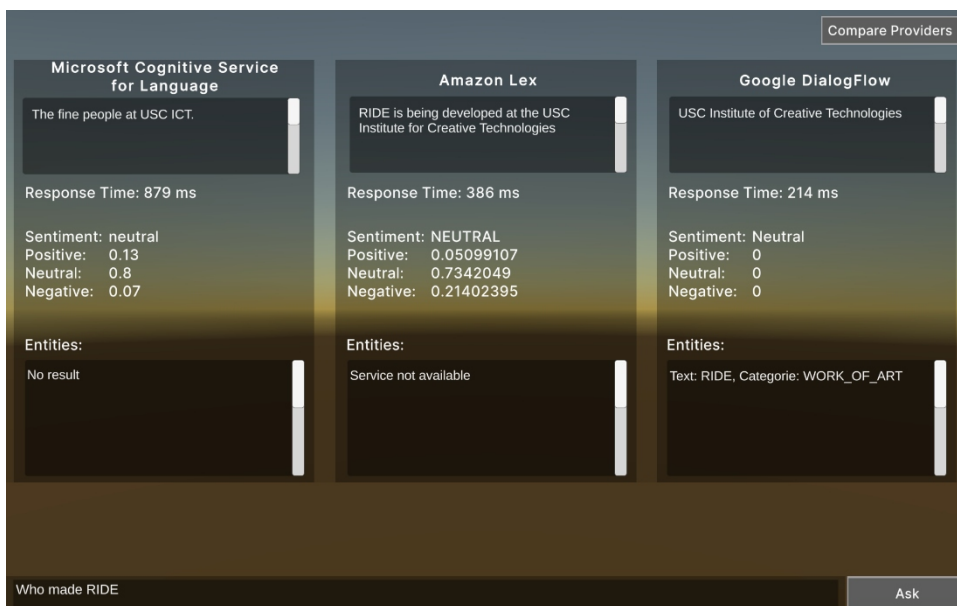 Compare Providers
Microsoft Cognitive Service
for Language
The fine people at USC ICT.
Response Time: 879 ms
Sentiment: neutral
Positive: 0.13
Neutral: 0.8
Negative: 0.07
Entities:
No result
Amazon Lex
RIDE is being developed at the USC
Institute for Creative Technologies
Response Time: 386 ms
Sentiment: NEUTRAL
Positive: 0.05099107
Neutral: 0.7342049
Negative: 0.21402395
Entities:
Service not available
Google DialogFlow
USC Institute of Creative Technologies
Response Time: 214 ms
Sentiment: Neutral
Positive: 0
Neutral: 0
Negative: 0
Entities:
Text: RIDE, Categorie: WORK_OF_ART
Who made RIDE
Ask